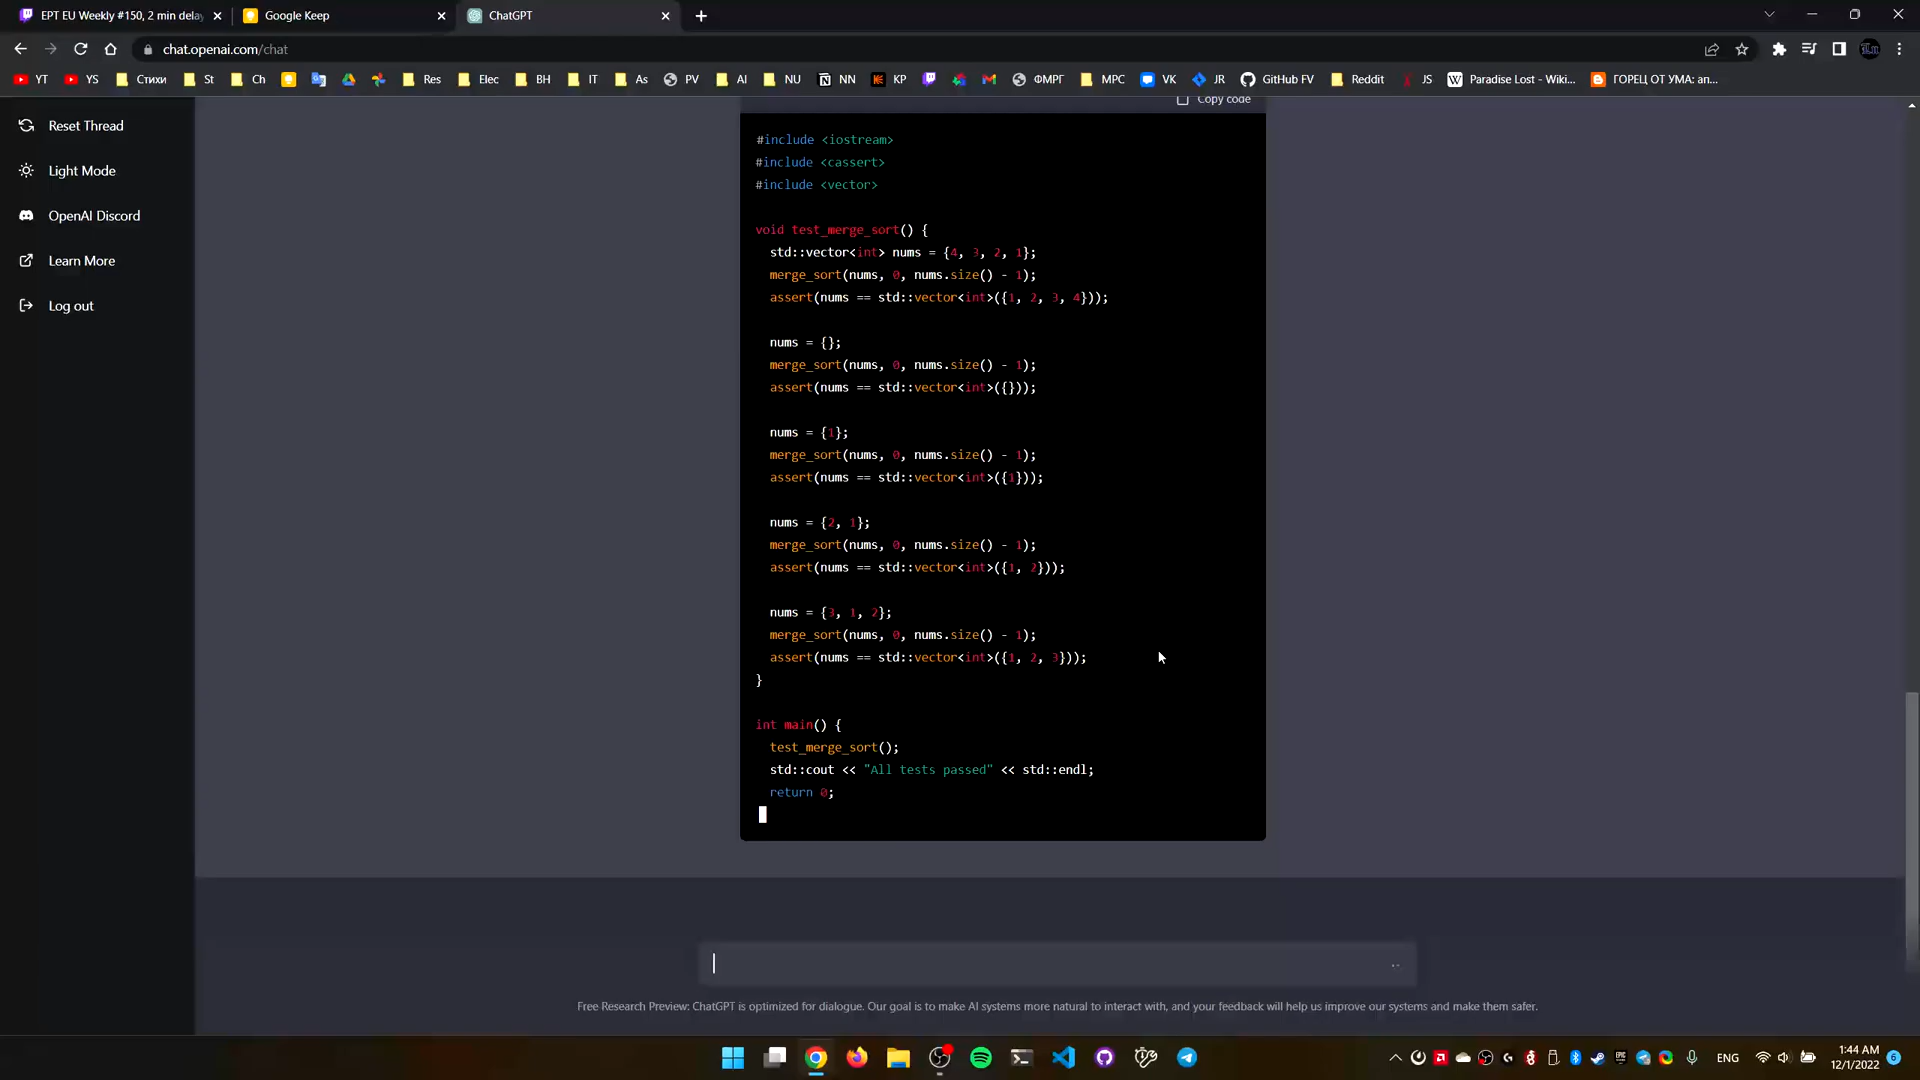 EPT EU Weekly #150, 2 min delay
Google Keep
ChatGPT
chat.openai.com/chat
YT
YS
Стихи
St
Ch
Res
Elec
BH
IT
As
PV
AI
NU
NN
KP
ФМРГ
MPC
VK
JR
GitHub FV
Reddit
JS
Paradise Lost - Wiki...
ГОРЕЦ ОТ УМА: ап...
Reset Thread
Light Mode
OpenAI Discord
Learn More
Log out
Copy code
#include <iostream>
#include <cassert>
#include <vector>
void test_merge_sort() {
std::vector<int> nums = {4, 3, 2, 1};
merge_sort(nums, 0, nums.size() - 1);
assert(nums == std::vector<int>({1, 2, 3, 4}));
nums = {};
merge_sort(nums, 0, nums.size() - 1);
assert(nums == std::vector<int>({}));
nums = {1};
merge_sort(nums, 0, nums.size() - 1);
assert(nums == std::vector<int>({1}));
nums = {2, 1};
merge_sort(nums, 0, nums.size() - 1);
assert(nums == std::vector<int>({1, 2}));
nums = {3, 1, 2};
merge_sort(nums, 0, nums.size() - 1);
assert(nums == std::vector<int>({1, 2, 3}));
}
int main() {
test_merge_sort();
std::cout << "All tests passed" << std::endl;
return 0;
Free Research Preview: ChatGPT is optimized for dialogue. Our goal is to make AI systems more natural to interact with, and your feedback will help us improve our systems and make them safer.
ENG
1:44 AM
12/1/2022
6